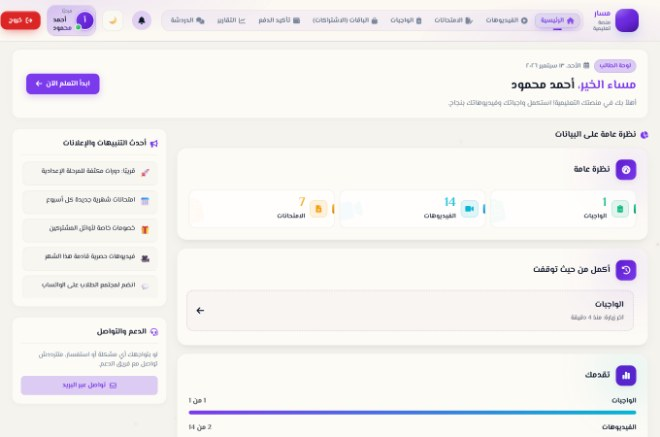 مسار
منصة تعليمية
الرئيسية
الفيديوهات
الامتحانات
الواجبات
الباقات (الاشتراكات)
تأكيد الدفع
التقارير
الدردشة
أحمد محمود
خروج
لوحة الطالب
الأحد، ١٣ سبتمبر ٢٠٢٦
مساء الخير، أحمد محمود
أهلاً بك في منصتك التعليمية! استكمل واجباتك وفيديوهاتك بنجاح.
ابدأ التعلم الآن
نظرة عامة على البيانات
نظرة عامة
1
الواجبات
14
الفيديوهات
7
الامتحانات
أكمل من حيث توقفت
الواجبات
آخر زيارة: منذ 4 دقيقة
تقدمك
الواجبات
1 من 1
الفيديوهات
2 من 14
أحدث التنبيهات والإعلانات
قريبًا: دورات مكثفة للمرحلة الإعدادية
امتحانات شهرية جديدة كل أسبوع
خصومات خاصة لأوائل المشتركين
فيديوهات حصرية قادمة هذا الشهر
انضم لمجتمع الطلاب على الواتساب
الدعم والتواصل
لو بتواجهك أي مشكلة أو استفسار، متترددش تواصل مع فريق الدعم.
تواصل عبر البريد